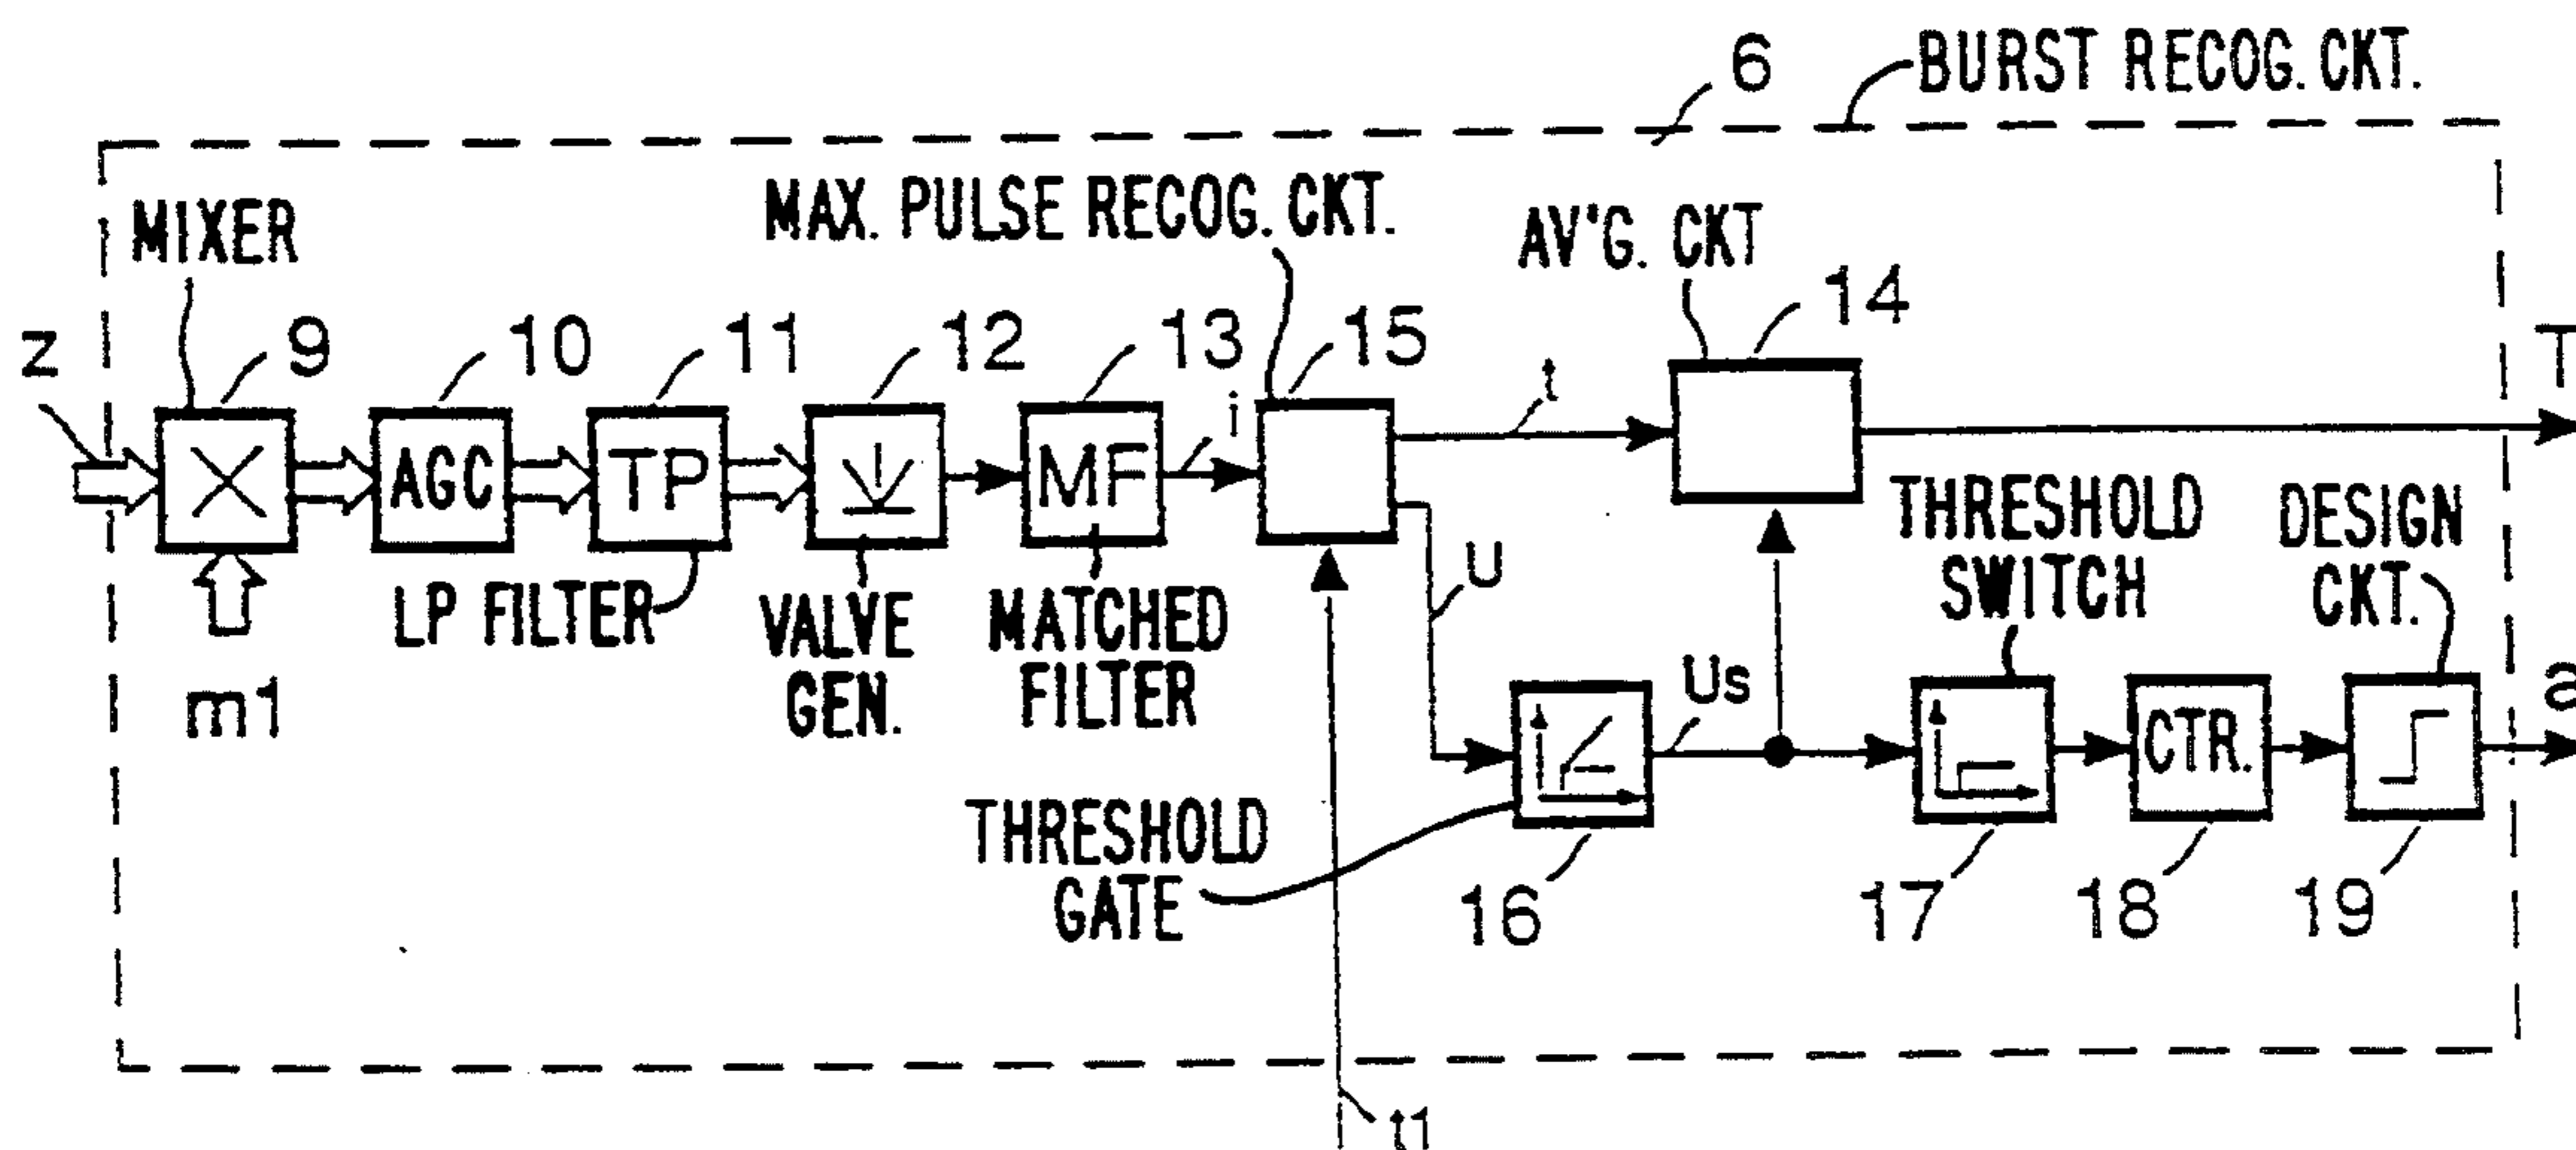 6
BURST RECOG. CKT.
MIXER
MAX. PULSE RECOG. CKT.
AV'G. CKT
z
9
10
11
12
13
i
15
t
14
T
AGC
TP
MF
m1
LP FILTER
VALVE
GEN.
MATCHED
FILTER
U
THRESHOLD
SWITCH
DESIGN
CKT.
Us
CTR.
a
THRESHOLD
GATE
16
17
18
19
t1